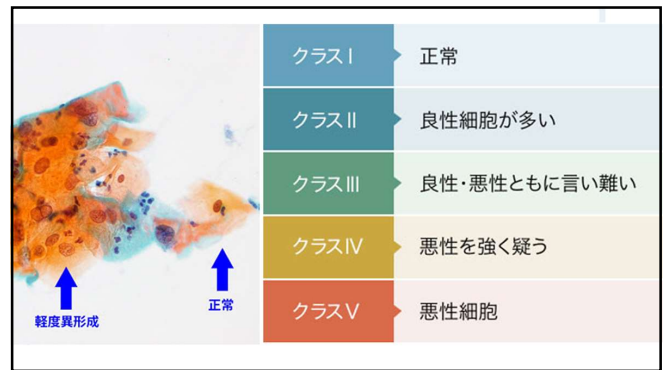 クラスⅠ 正常
クラスⅡ 良性細胞が多い
クラスⅢ 良性・悪性ともに言い難い
クラスⅣ 悪性を強く疑う
クラスⅤ 悪性細胞
正常
軽度異形成